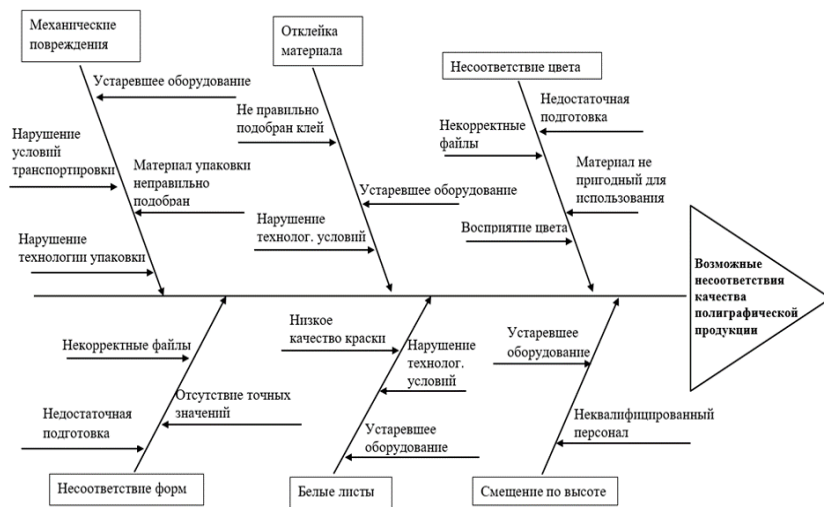 Механические
повреждения
Отклейка
материала
Несоответствие цвета
Устаревшее оборудование
Не правильно
подобран клей
Недостаточная
подготовка
Некорректные
файлы
Нарушение
условий
транспортировки
Материал упаковки
неправильно
подобран
Материал не
пригодный для
использования
Устаревшее оборудование
Нарушение
технолог. условий
Восприятие цвета
Нарушение
технологии упаковки
Возможные
несоответствия
качества
полиграфической
продукции
Некорректные файлы
Низкое
качество краски
Нарушение
технолог.
условий
Устаревшее
оборудование
Отсутствие точных
значений
Недостаточная
подготовка
Устаревшее
оборудование
Неквалифицированный
персонал
Несоответствие форм
Белые листы
Смещение по высоте